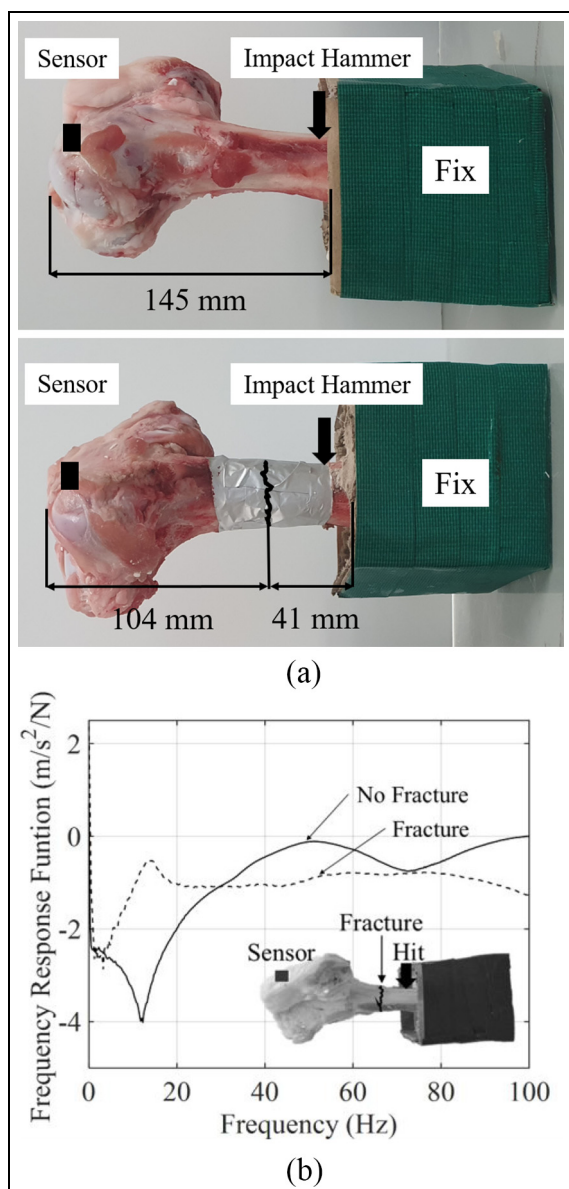 Sensor
Impact Hammer
Fix
145 mm
Sensor
Impact Hammer
Fix
104 mm
41 mm
(a)
Frequency Response Funtion (m/s²/N)
2
0
-2
-4
No Fracture
Fracture
Fracture
Sensor
Hit
0
20
40
60
80
100
Frequency (Hz)
(b)